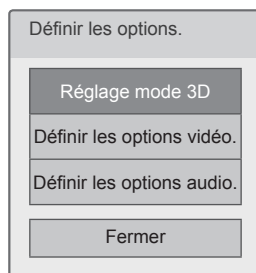 Définir les options.
Réglage mode 3D
Définir les options vidéo.
Définir les options audio.
Fermer